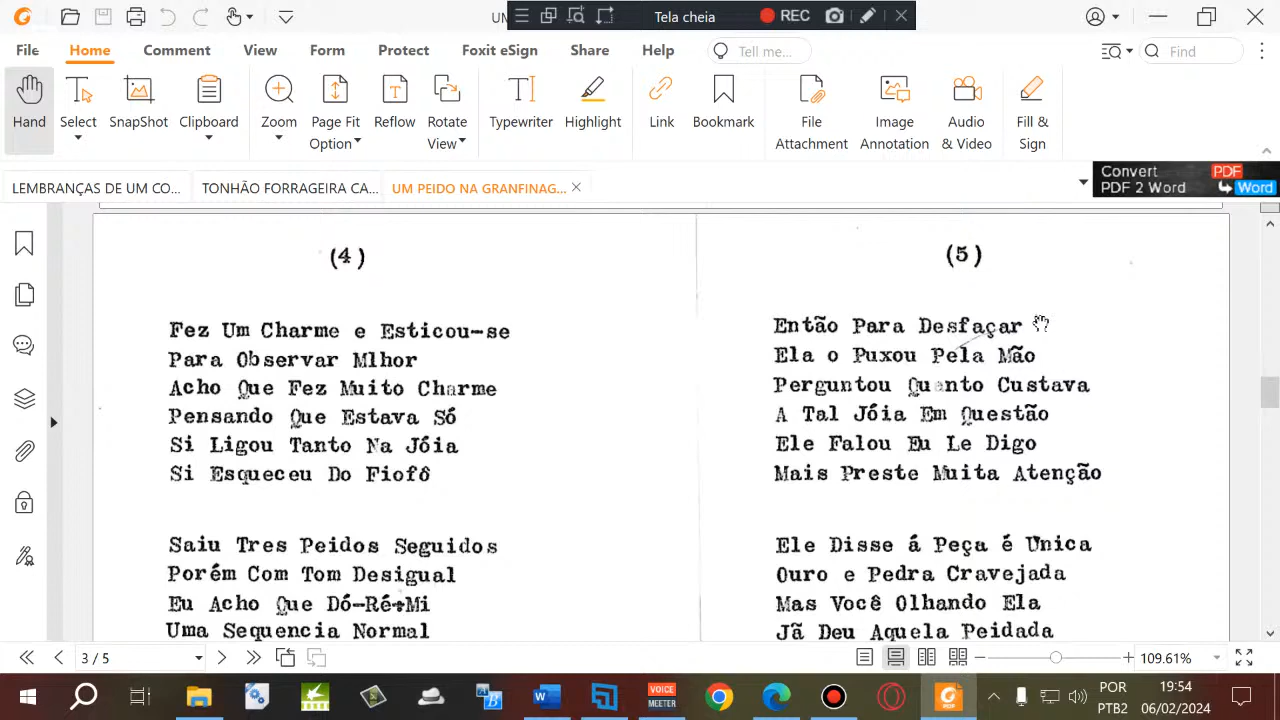 UN
Tela cheia
REC
File
Home
Comment
View
Form
Protect
Foxit eSign
Share
Help
Tell me...
Find
Hand
Select
SnapShot
Clipboard
Zoom
Page Fit
Option
Reflow
Rotate
View
Typewriter
Highlight
Link
Bookmark
File
Attachment
Image
Annotation
Audio
& Video
Fill &
Sign
LEMBRANÇAS DE UM CO...
TONHÃO FORRAGEIRA CA...
UM PEIDO NA GRANFINAG...
Convert
PDF 2 Word
PDF
Word
(4)
Fez Um Charme e Esticou-se
Para Observar Mlhor
Acho Que Fez Muito Charme
Pensando Que Estava Só
Si Ligou Tanto Na Jóia
Si Esqueceu Do Fiofô
Saiu Tres Peidos Seguidos
Porém Com Tom Desigual
Eu Acho Que Dó-Ré-Mi
Uma Sequencia Normal
(5)
Então Para Desfaçar
Ela o Puxou Pela Mão
Perguntou Quanto Custava
A Tal Jóia Em Questão
Ele Falou Eu Le Digo
Mais Preste Muita Atenção
Ele Disse á Peça é Unica
Ouro e Pedra Cravejada
Mas Você Olhando Ela
Jã Deu Aquela Peidada
3 / 5
109.61%
VOICE
MEETER
POR
PTB2
19:54
06/02/2024